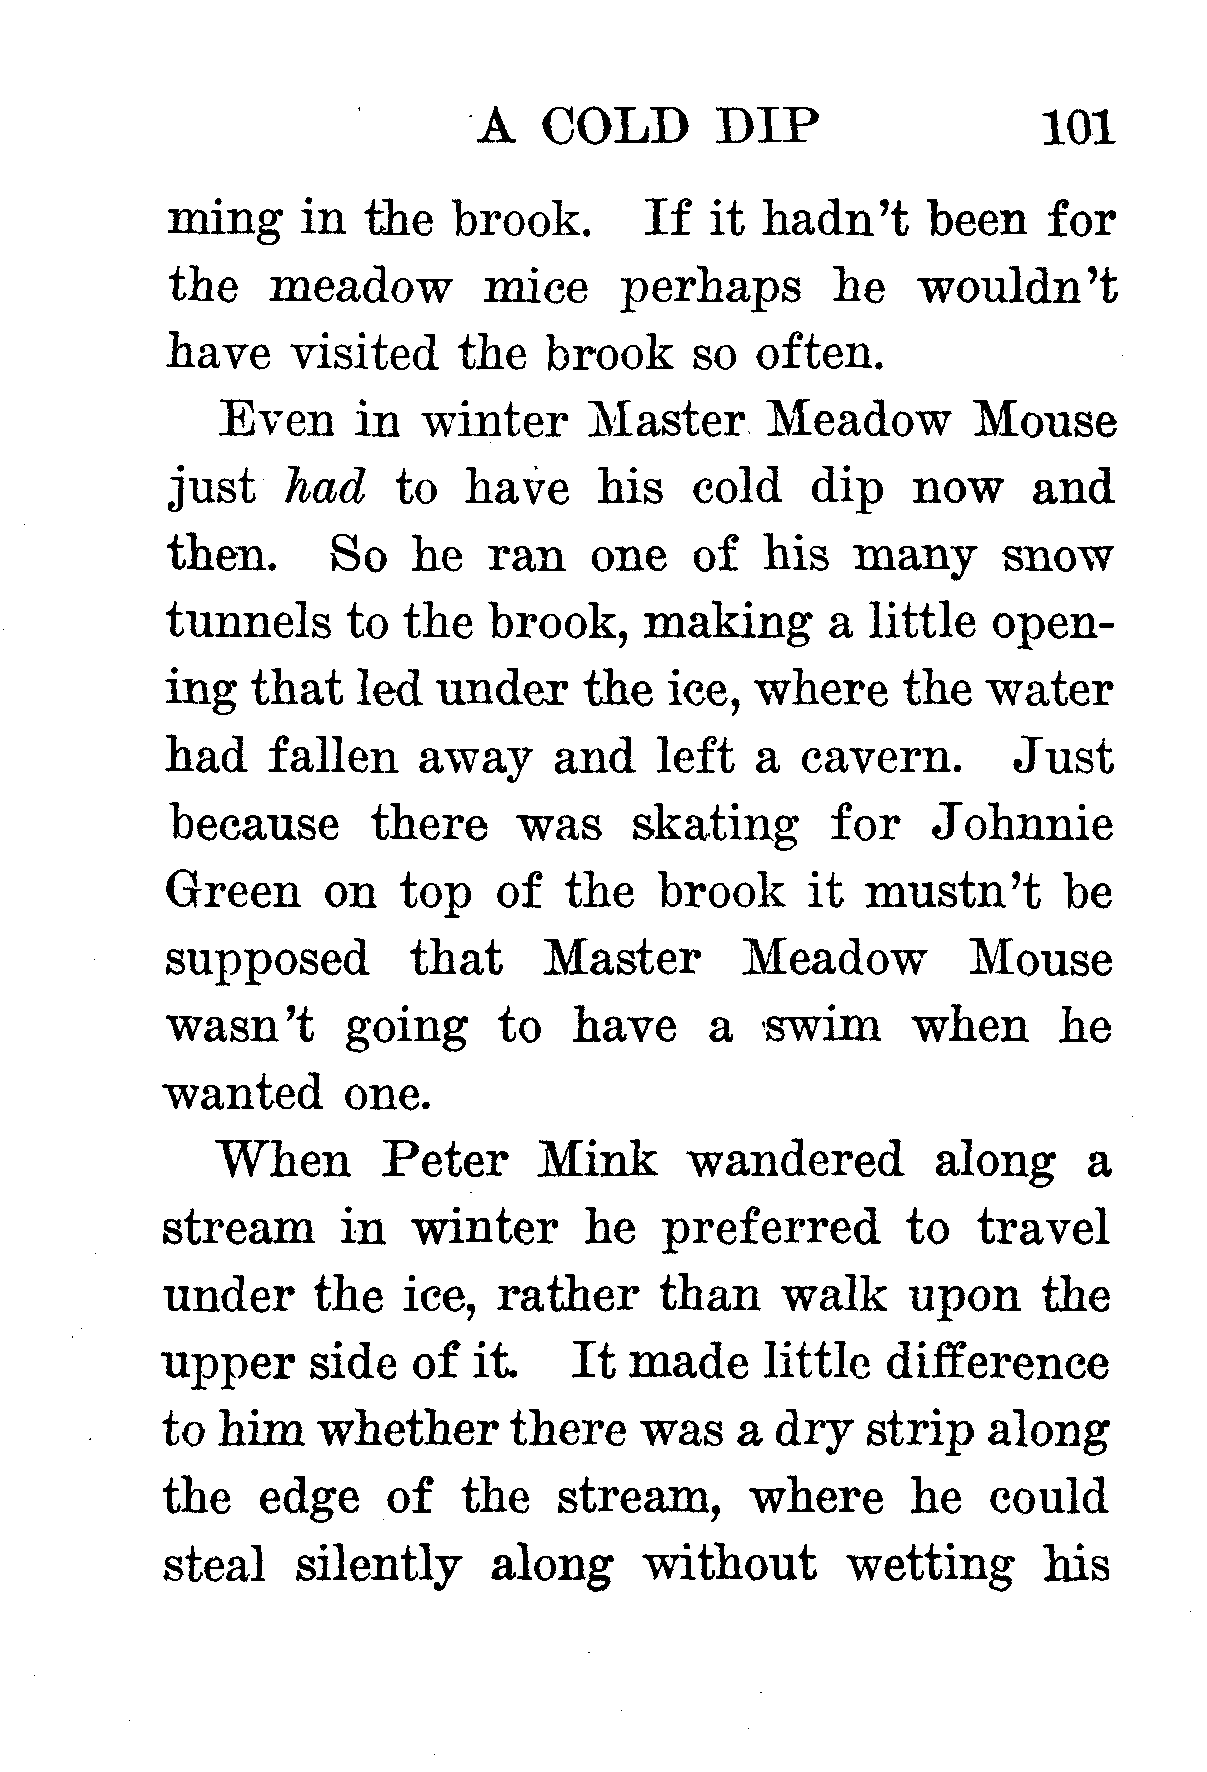 A COLD DIP 101
ming in the brook. If it hadn't been for
the meadow mice perhaps he wouldn't
have visited the brook so often.
Even in winter Master Meadow Mouse
just had to have his cold dip now and
then. So he ran one of his many snow
tunnels to the brook, making a little open-
ing that led under the ice, where the water
had fallen away and left a cavern. Just
because there was skating for Johnnie
Green on top of the brook it mustn't be
supposed that Master Meadow Mouse
wasn't going to have a swim when he
wanted one.
When Peter Mink wandered along a
stream in winter he preferred to travel
under the ice, rather than walk upon the
upper side of it. It made little difference
to him whether there was a dry strip along
the edge of the stream, where he could
steal silently along without wetting his